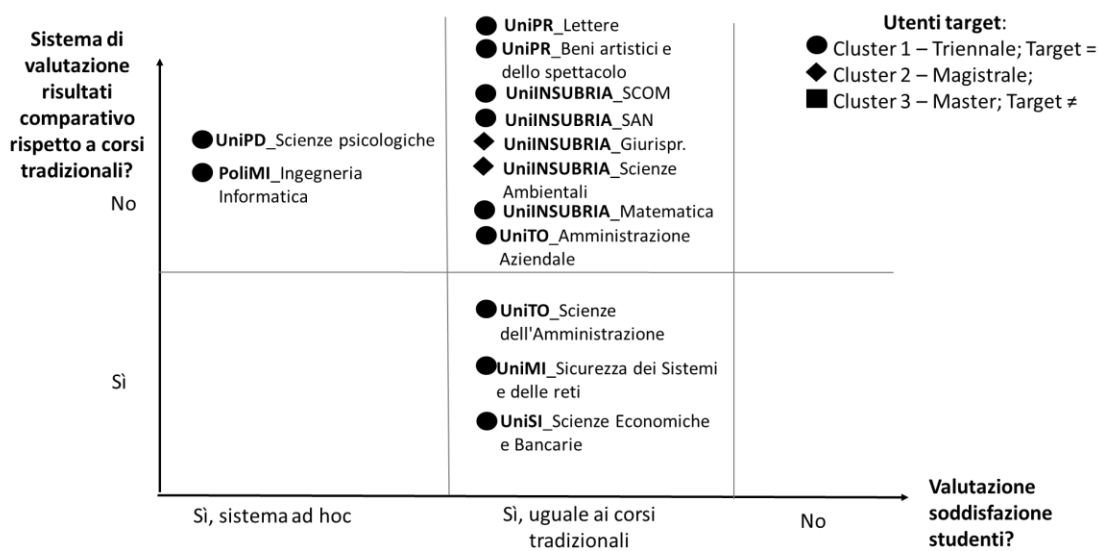 Sistema di
valutazione
risultati
comparativo
rispetto a corsi
tradizionali?
No
Sì
UniPD_Scienze psicologiche
PoliMI_Ingegneria
Informatica
UniPR_Lettere
UniPR_Beni artistici e
dello spettacolo
UniINSUBRIA_SCOM
UniINSUBRIA_SAN
UniINSUBRIA_Giurispr.
UniINSUBRIA_Scienze
Ambientali
UniINSUBRIA_Matematica
UniTO_Amministrazione
Aziendale
UniTO_Scienze
dell'Amministrazione
UniMI_Sicurezza dei Sistemi
e delle reti
UniSI_Scienze Economiche
e Bancarie
Utenti target:
Cluster 1 – Triennale; Target =
Cluster 2 – Magistrale;
Cluster 3 – Master; Target ≠
Sì, sistema ad hoc
Sì, uguale ai corsi
tradizionali
No
Valutazione
soddisfazione
studenti?